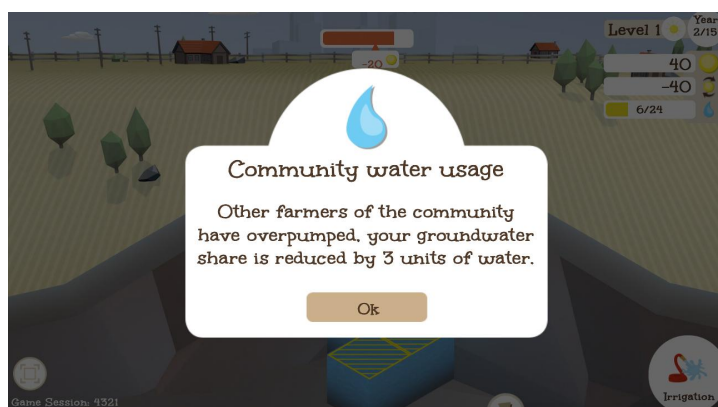 Level 1
Year
2/15
-20
40
-40
6/24
Community water usage
Other farmers of the community
have overpumped, your groundwater
share is reduced by 3 units of water.
Ok
Irrigation
Game Session: 4321